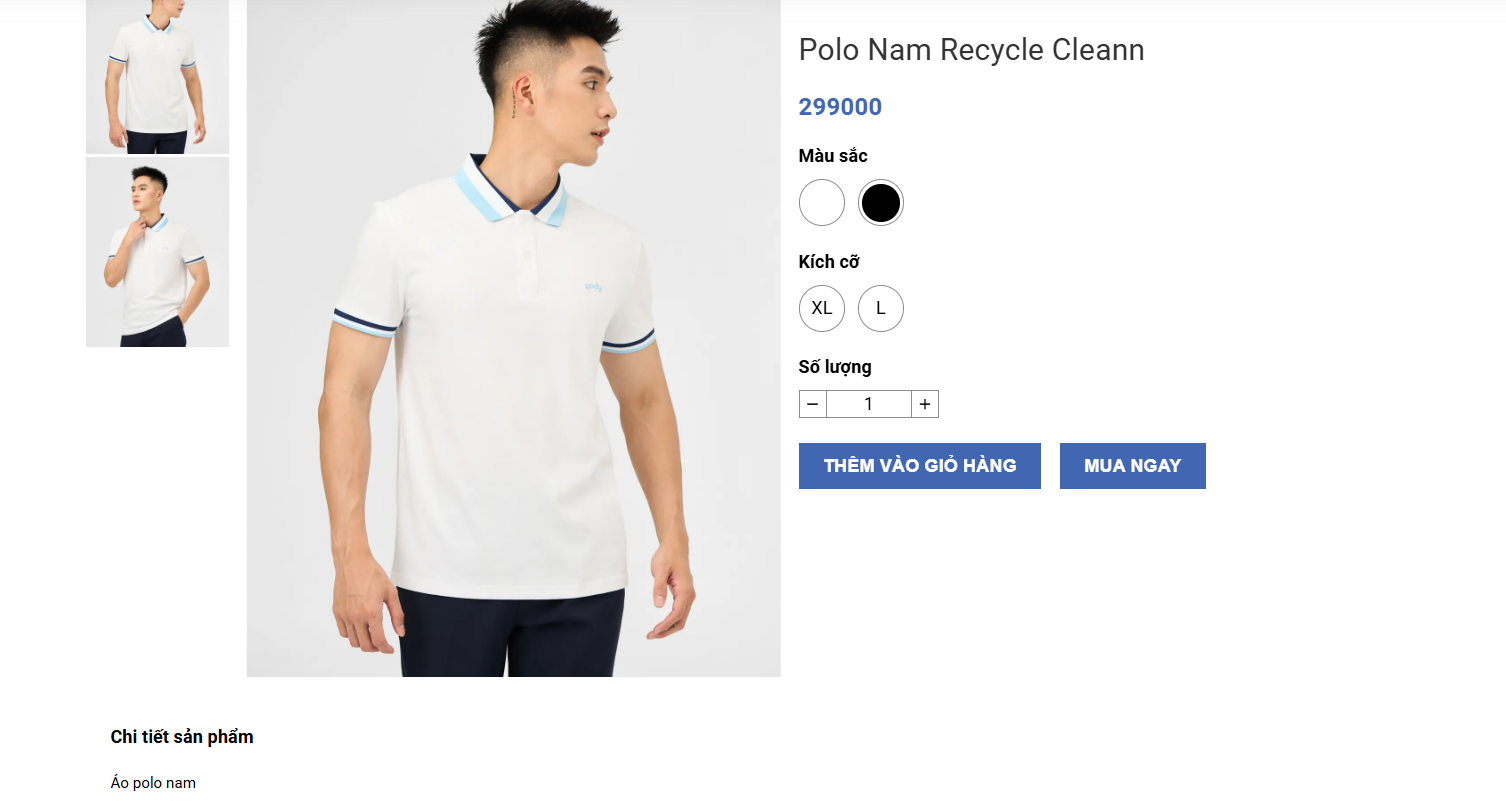 Polo Nam Recycle Cleann
299000
Màu sắc
Kích cỡ
XL L
Số lượng
− 1 +
THÊM VÀO GIỎ HÀNG MUA NGAY
yody
Chi tiết sản phẩm
Áo polo nam